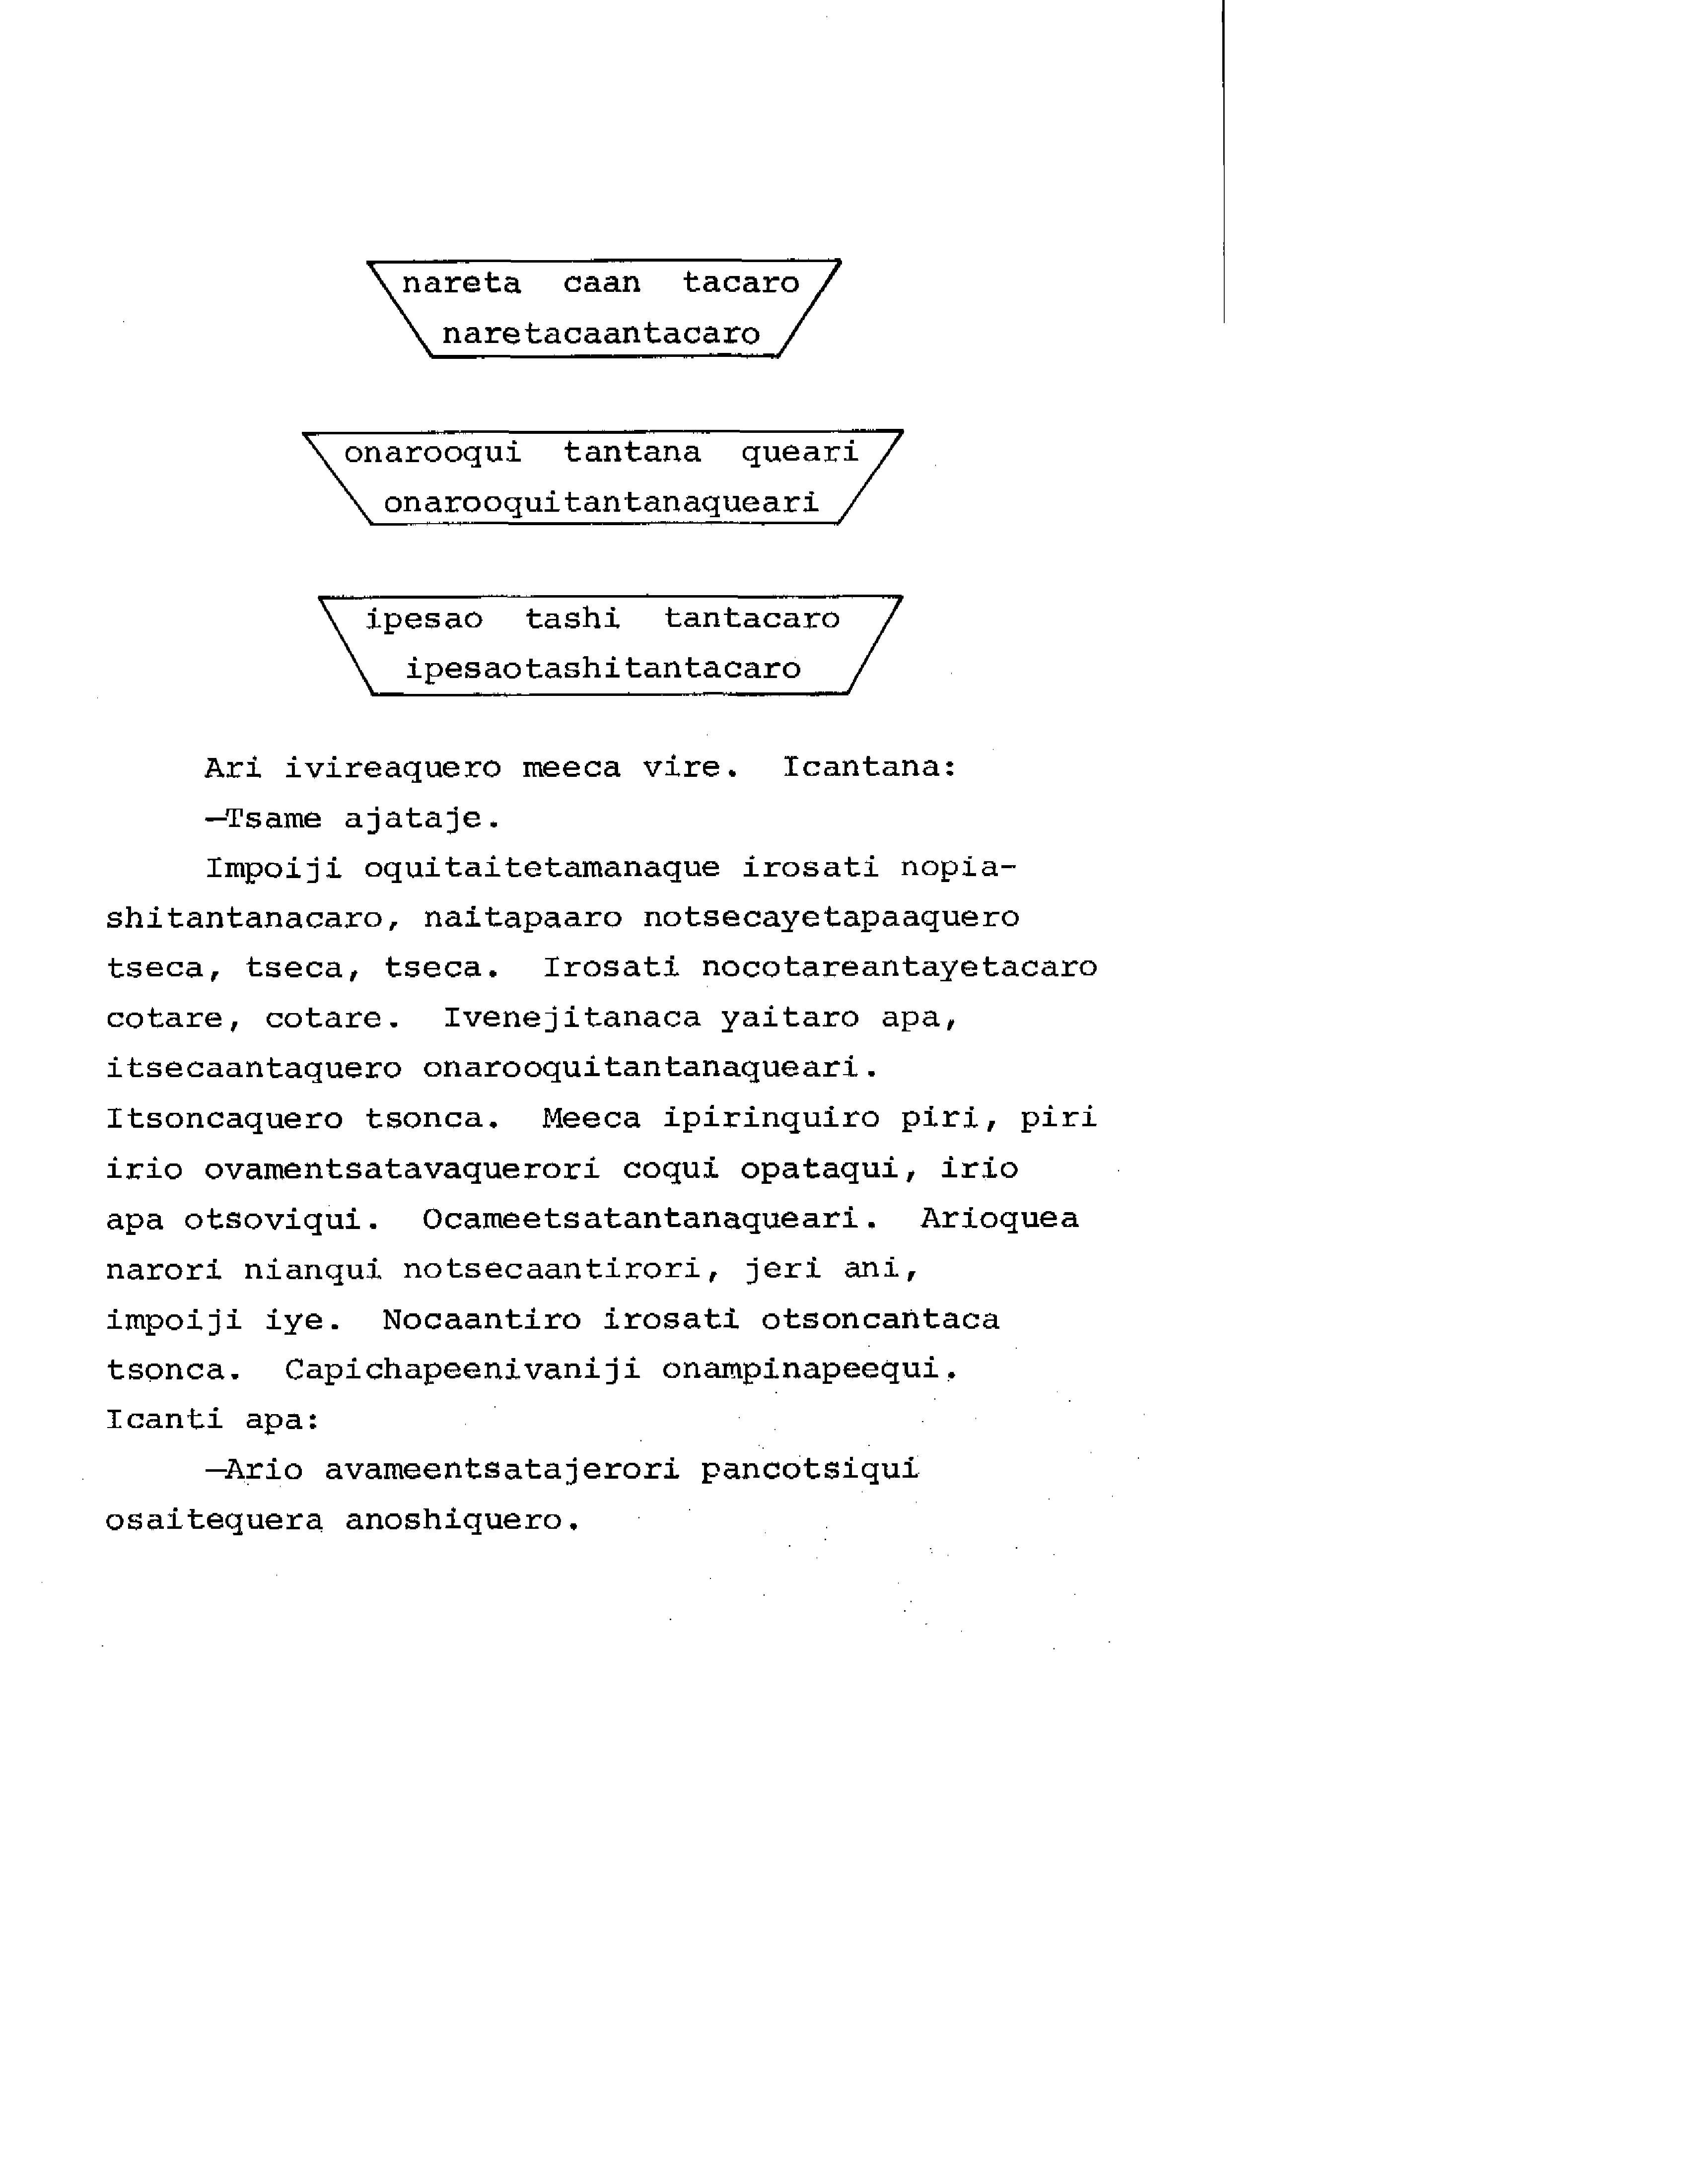 nareta caan tacaro
naretacaantacaro
onarooqui tantana queari
onarooquitantanaqueari
ipesao tashi tantacaro
ipesaotashitantacaro
Ari ivireaquero meeca vire. Icantana:
—Tsame ajataje.
Impoiji oquitaitetamanaque irosati nopia-
shitantanacaro, naitapaaro notsecayetapaaquero
tseca, tseca, tseca. Irosati nocotareantayetacaro
cotare, cotare. Ivenejitanaca yaitaro apa,
itsecaantaquero onarooquitantanaqueari.
Itsoncaquero tsonca. Meeca ipirinquiro piri, piri
irio ovamentsatavaquerori coqui opataqui, irio
apa otsoviqui. Ocameetsatantanaqueari. Arioquea
narori nianqui notsecaantirori, jeri ani,
impoiji iye. Nocaantiro irosati otsoncantaca
tsonca. Capichapeenivaniji onampinapeequi.
Icanti apa:
—Ario avameentsatajerori pancotsiqui
osaitequera anoshiquero.